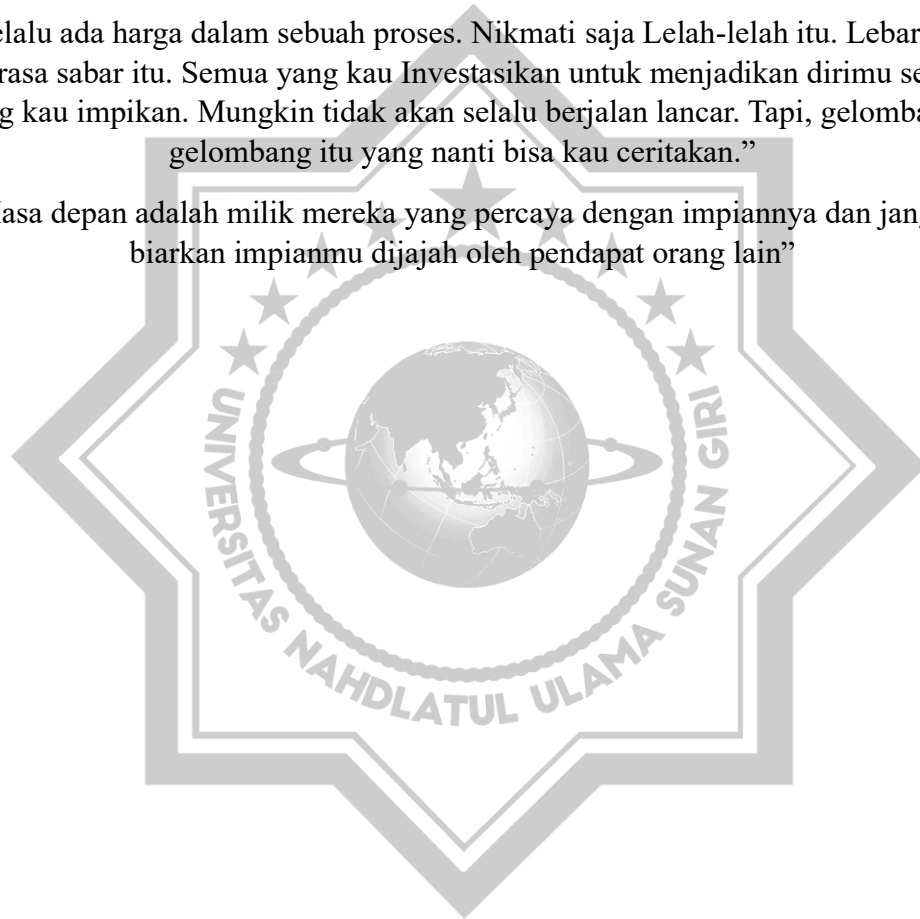 elalu ada harga dalam sebuah proses. Nikmati saja Lelah-lelah itu. Lebar
rasa sabar itu. Semua yang kau Investasikan untuk menjadikan dirimu se
g kau impikan. Mungkin tidak akan selalu berjalan lancar. Tapi, gelomba
gelombang itu yang nanti bisa kau ceritakan.”
asa depan adalah milik mereka yang percaya dengan impiannya dan jang
biarkan impianmu dijajah oleh pendapat orang lain”
UNIVERSITAS NAHDLATUL ULAMA SUNAN GIRI